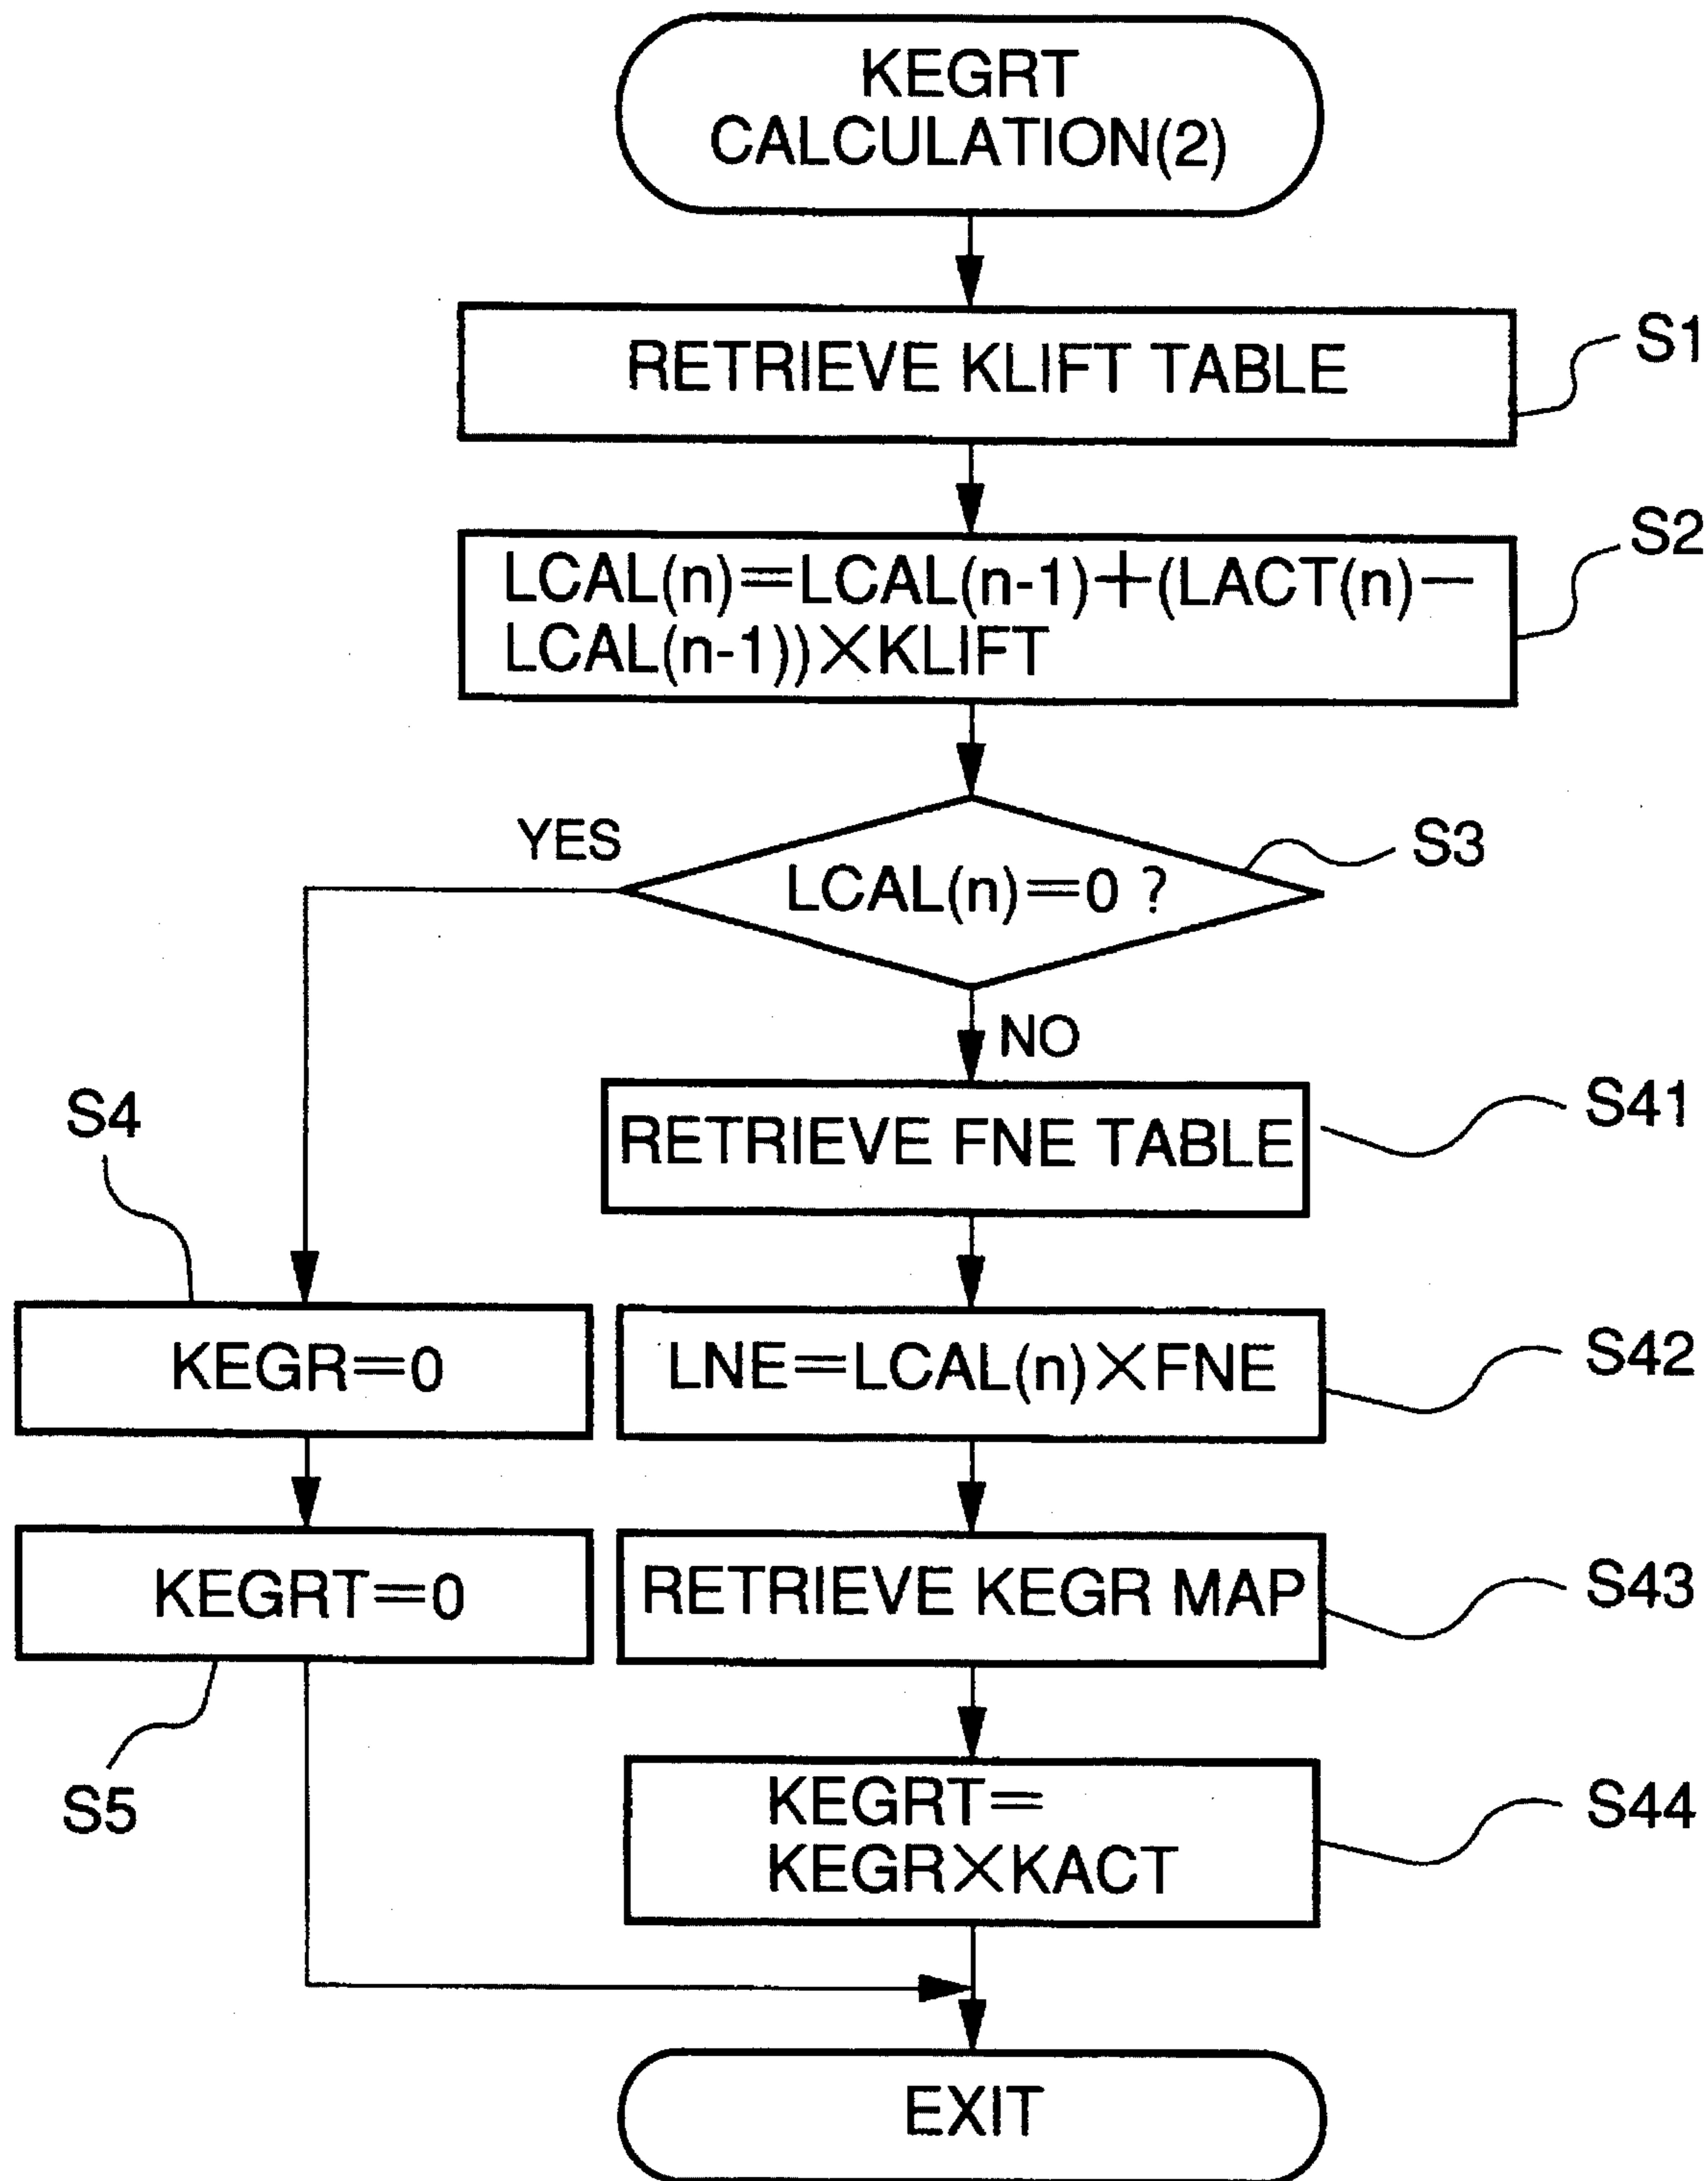 KEGRT
CALCULATION(2)
RETRIEVE KLIFT TABLE
S1
LCAL(n)=LCAL(n-1)+(LACT(n)-
LCAL(n-1))×KLIFT
S2
YES
LCAL(n)=0 ?
S3
NO
RETRIEVE FNE TABLE
S41
S4
KEGR=0
LNE=LCAL(n)×FNE
S42
KEGRT=0
RETRIEVE KEGR MAP
S43
S5
KEGRT=
KEGR×KACT
S44
EXIT